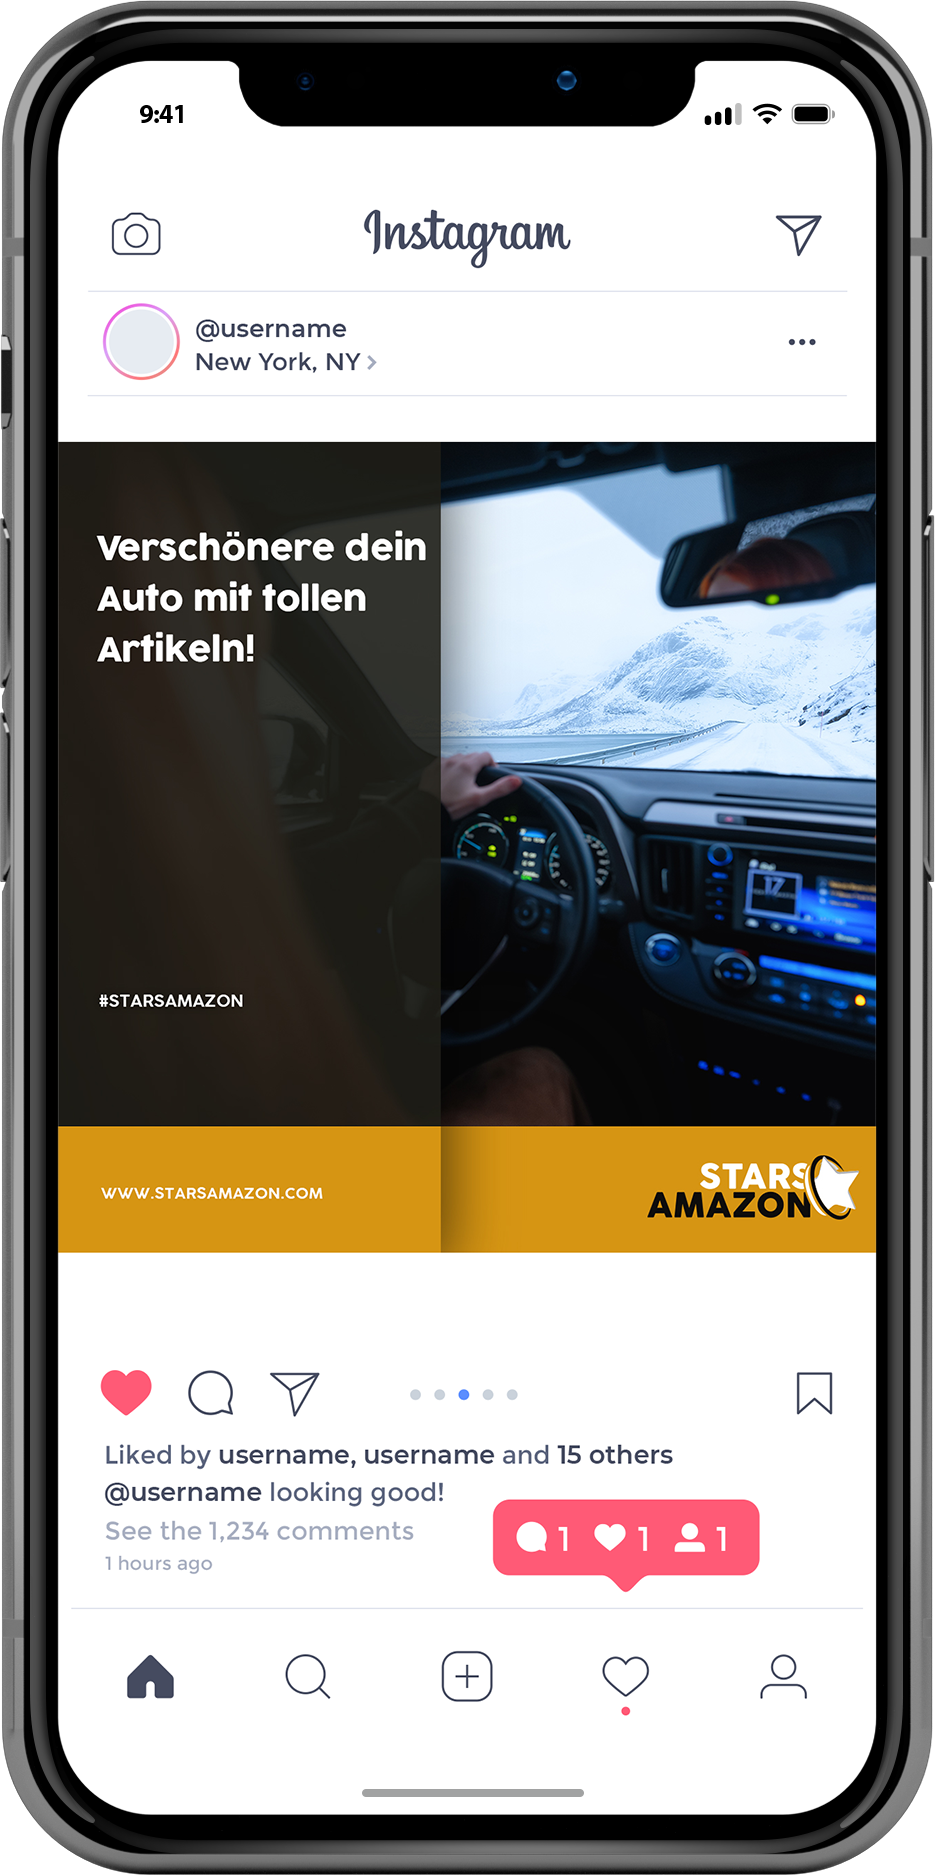 9:41
Instagram
@username
New York, NY >
Verschönere dein
Auto mit tollen
Artikeln!
17
#STARSAMAZON
WWW.STARSAMAZON.COM
STARS
AMAZON
Liked by username, username and 15 others
@username looking good!
See the 1,234 comments
1 1 1
1 hours ago